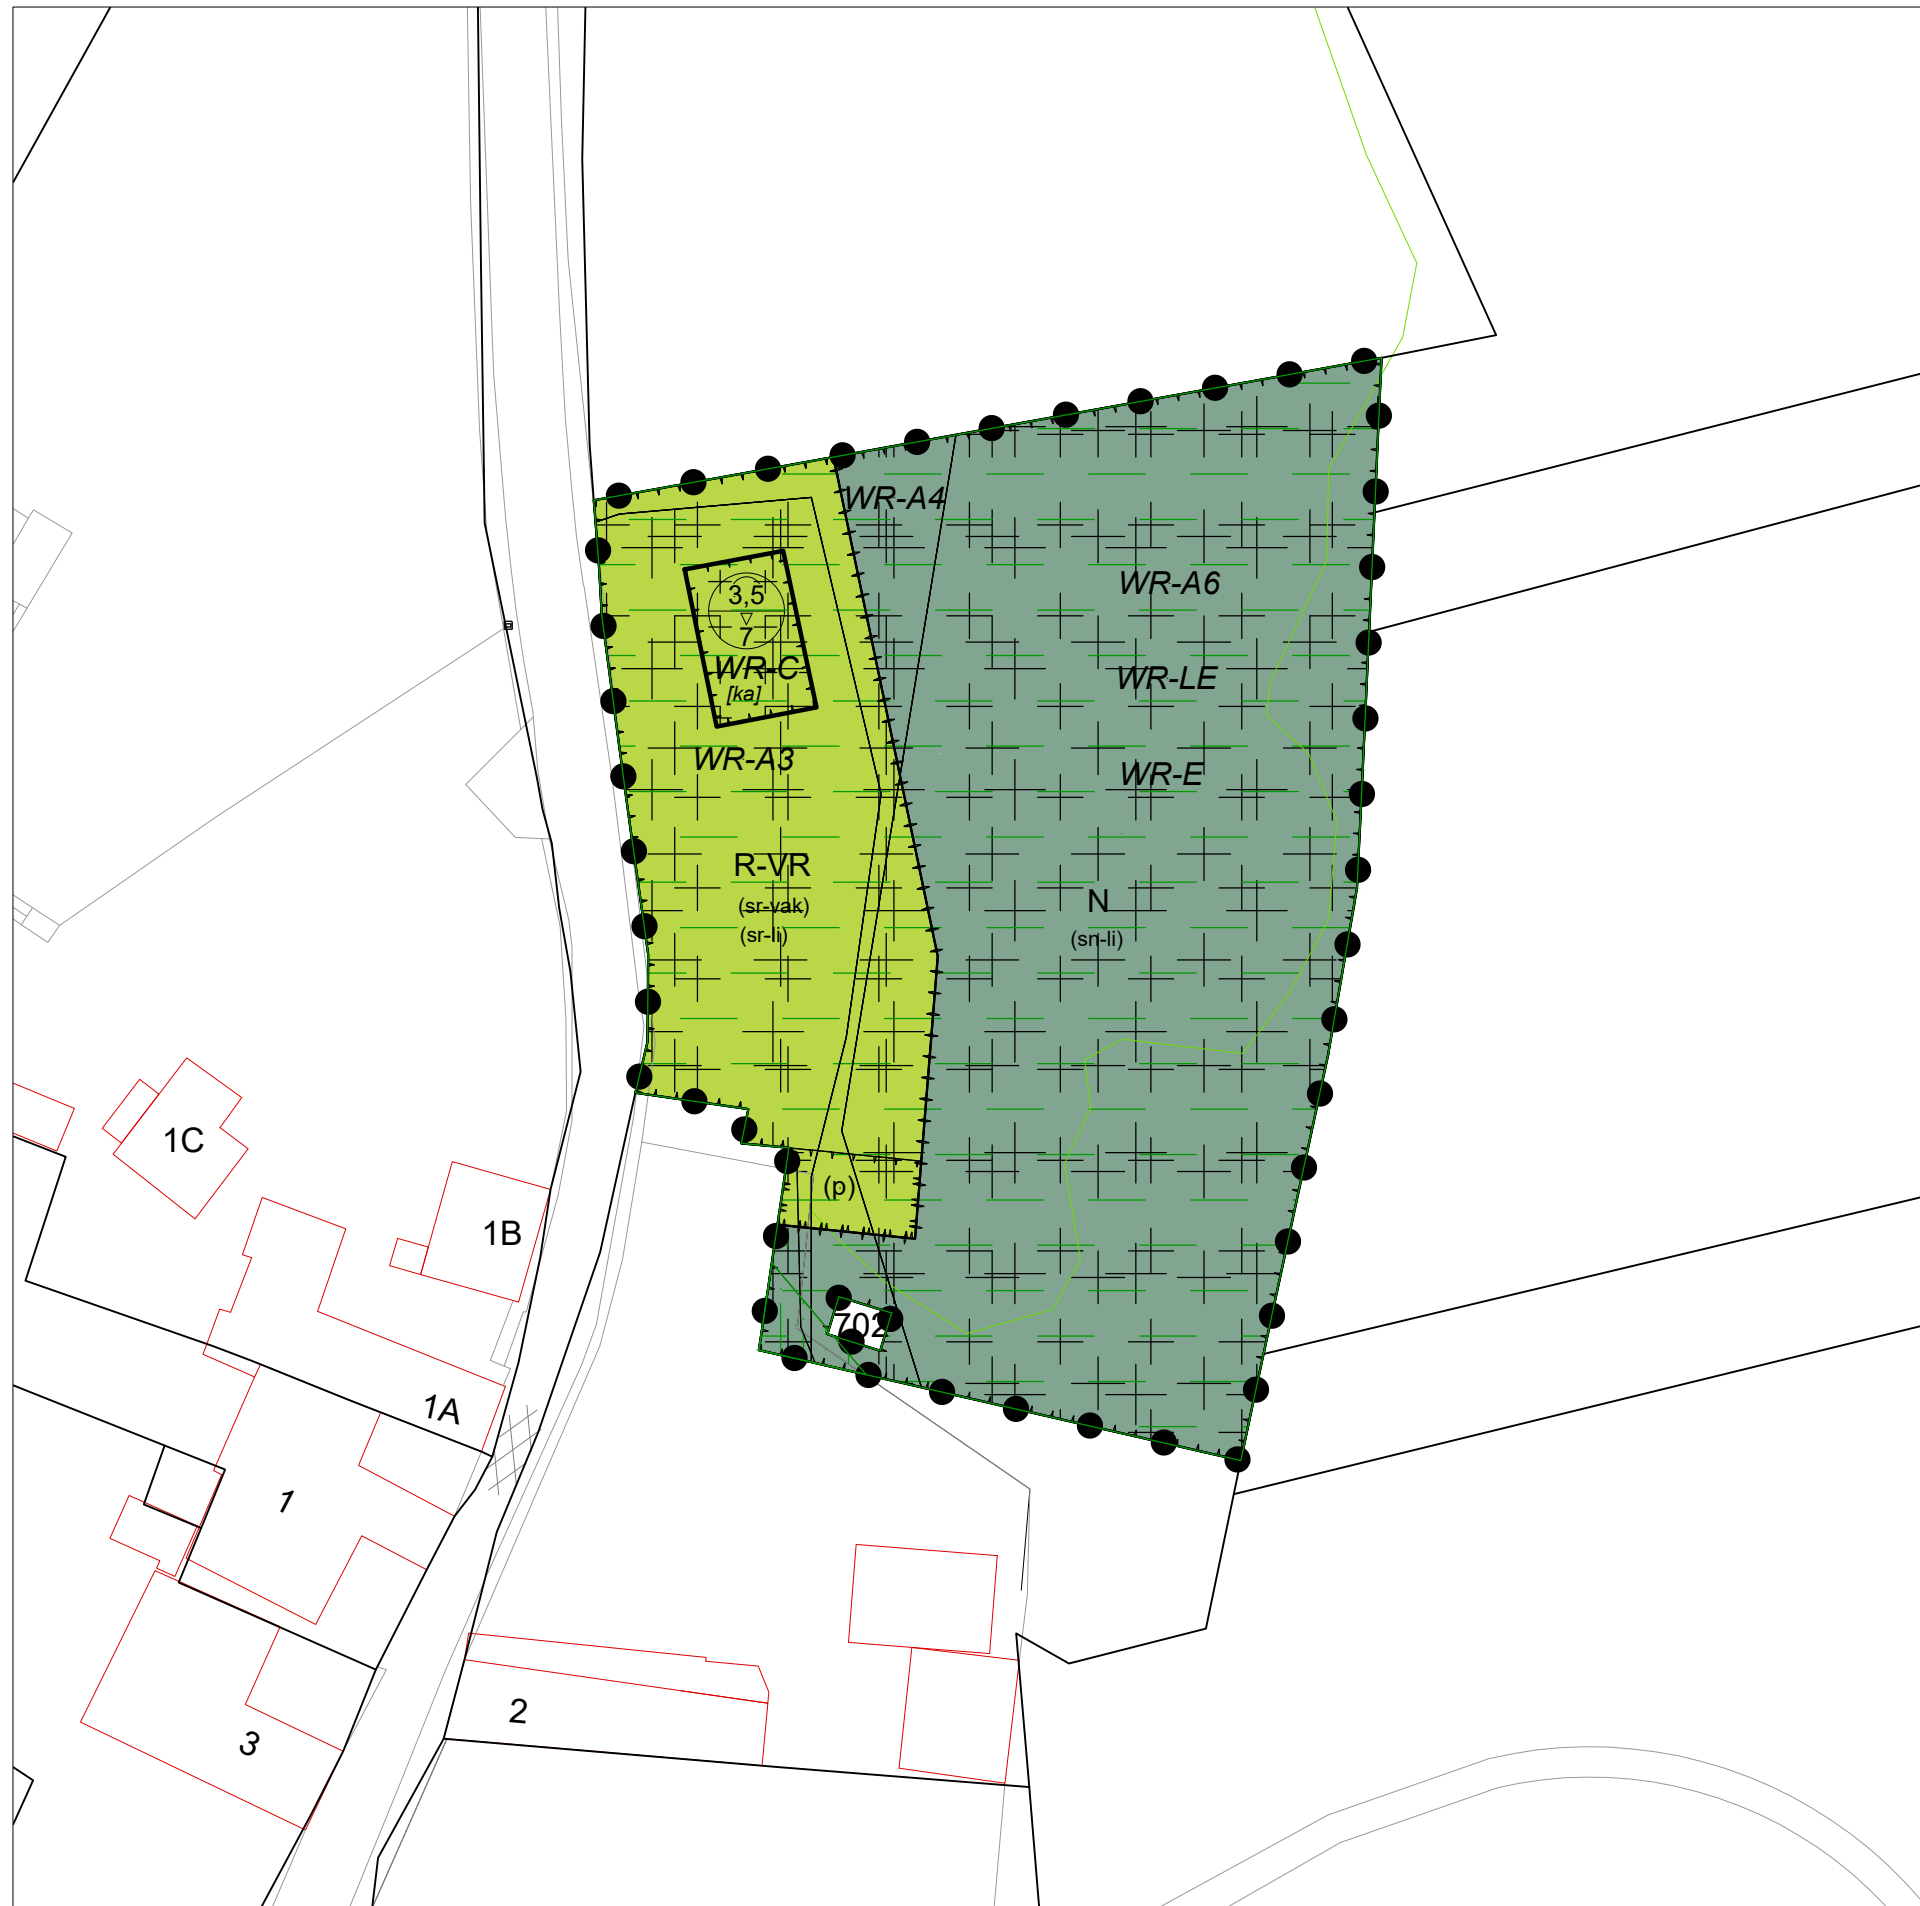 WR-A4
WR-A6
3,5
7
WR-C
[ka]
WR-LE
WR-A3
WR-E
R-VR
(sr-vak)
(sr-li)
N
(sn-li)
1C
(p)
1B
702
1A
1
2
3